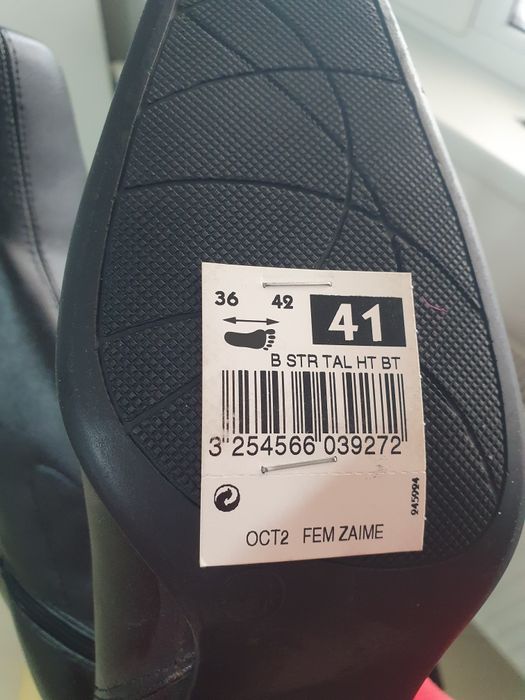 36 42 41
B STR TAL HT BT
3 254566 039272
945994
OCT2 FEM ZAIME